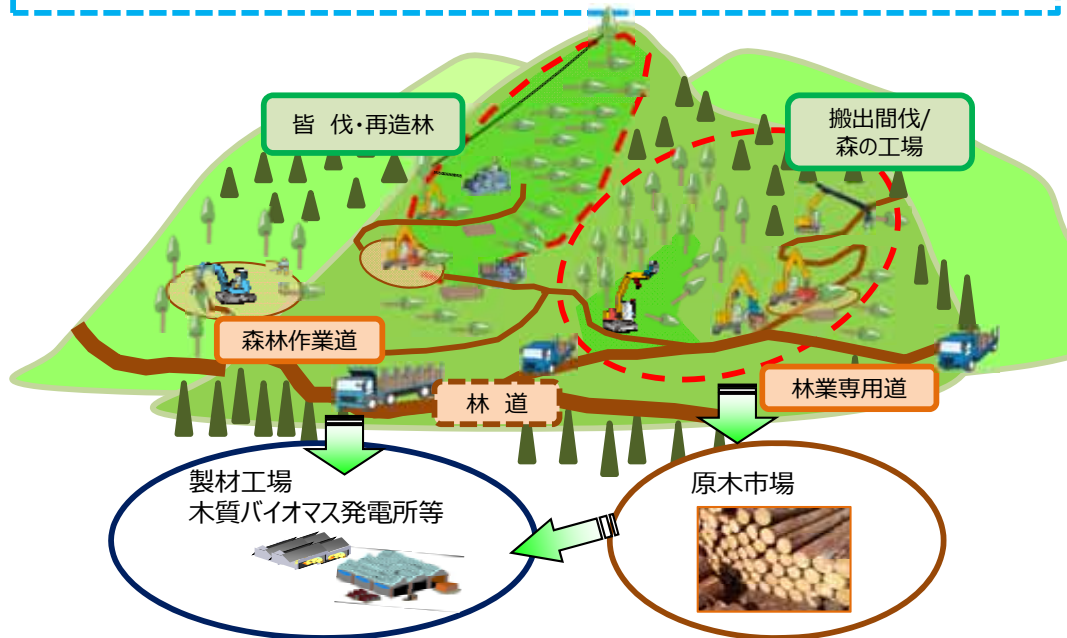 皆 伐・再造林
搬出間伐/
森の工場
森林作業道
林 道
林業専用道
製材工場
木質バイオマス発電所等
原木市場